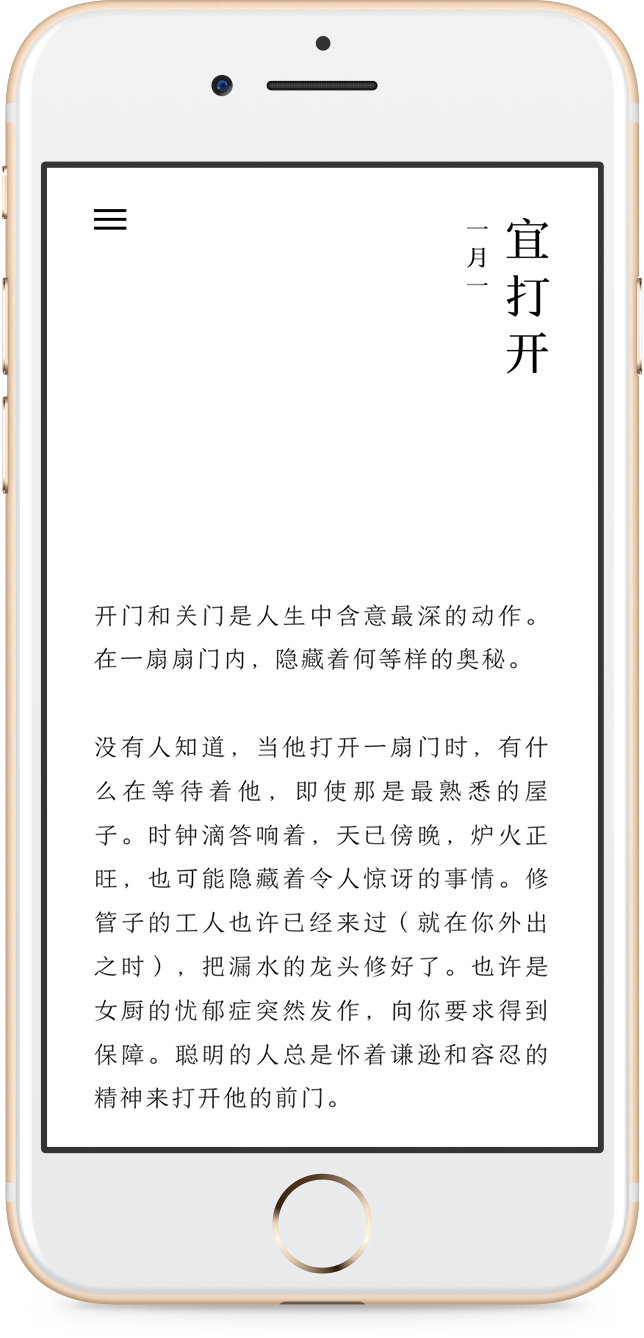 宜打开
一月一
开门和关门是人生中含意最深的动作。
在一扇扇门内，隐藏着何等样的奥秘。
没有人知道，当他打开一扇门时，有什
么在等待着他，即使那是最熟悉的屋
子。时钟滴答响着，天已傍晚，炉火正
旺，也可能隐藏着令人惊讶的事情。修
管子的工人也许已经来过（就在你外出
之时），把漏水的龙头修好了。也许是
女厨的忧郁症突然发作，向你要求得到
保障。聪明的人总是怀着谦逊和容忍的
精神来打开他的前门。